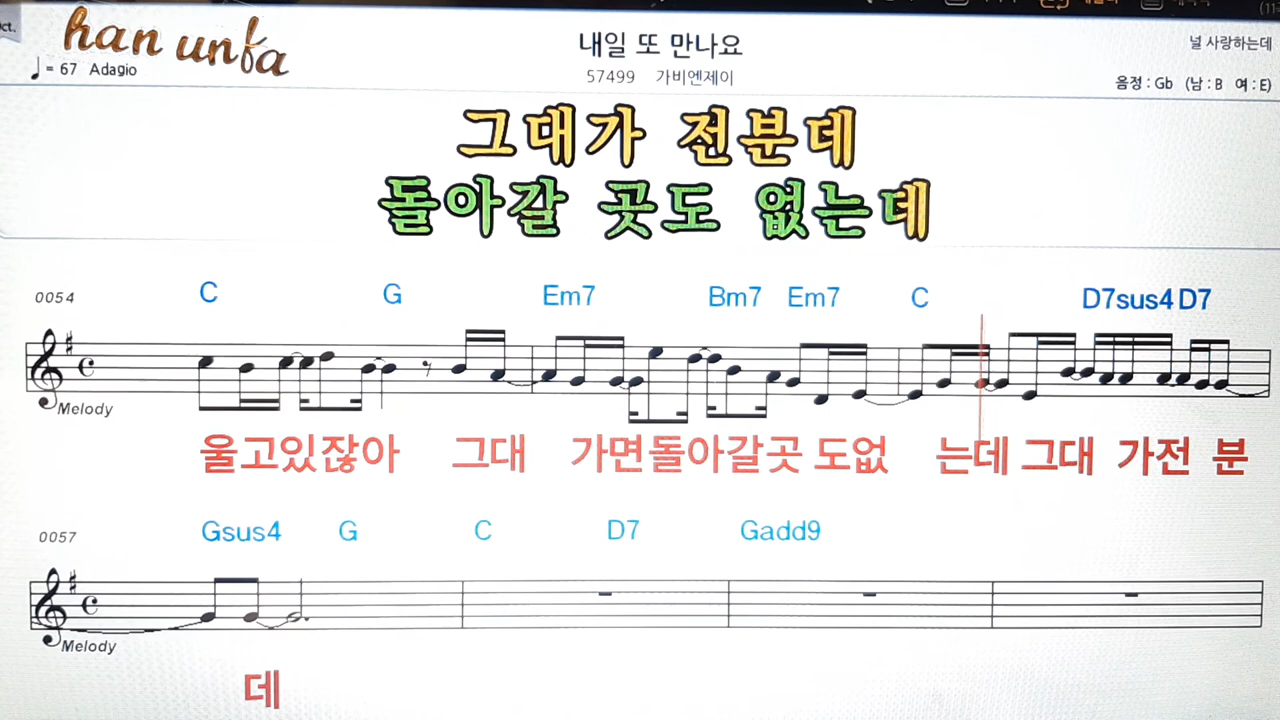 han unfa
내일 또 만나요
널 사랑하는데
♩= 67 Adagio
57499 가비엔제이
음정 : Gb (남 : B 여 : E)
그대가 전분데
돌아갈 곳도 없는데
0054 C G Em7 Bm7 Em7 C D7sus4 D7
Melody
울고있잖아 그대 가면돌아갈곳 도없 는데 그대 가전 분
0057 Gsus4 G C D7 Gadd9
Melody
데